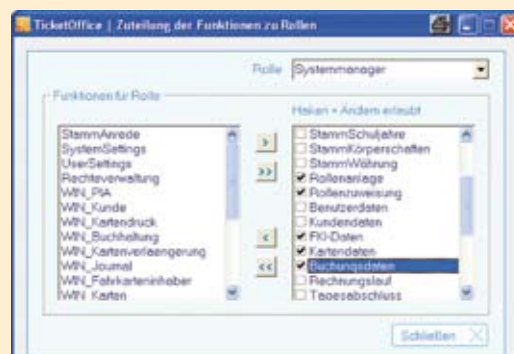 TicketOffice | Zuteilung der Funktionen zu Rollen
Rolle Systemmanager
Funktionen für Rolle
Haken = Ändern erlaubt
StammAnrede
SystemSettings
UserSettings
Rechteverwaltung
WIN_PIA
WIN_Kunde
WIN_Kartendruck
WIN_Buchhaltung
WIN_Kartenverlaengerung
WIN_Journal
WIN_Fahrkarteninhaber
WIN_Karten
>
>>
<
<<
StammSchuljahre
StammKörperschaften
StammWährung
Rollenanlage
Rollenzuweisung
Benutzerdaten
Kundendaten
FKI-Daten
Kartendaten
Buchungsdaten
Rechnungslauf
Tagesabschluss
Schließen